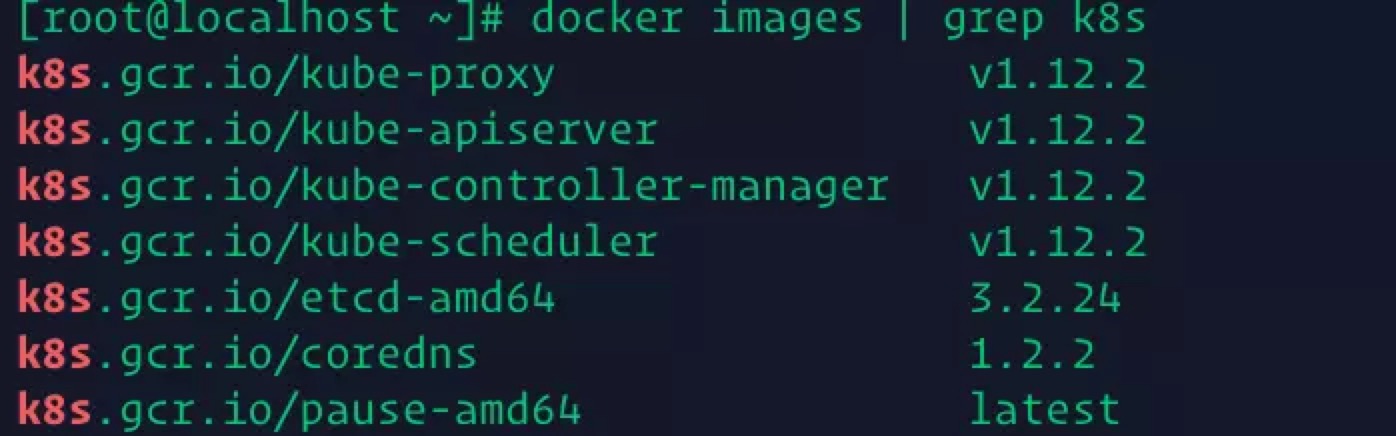 [root@localhost ~]# docker images | grep k8s
k8s.gcr.io/kube-proxy v1.12.2
k8s.gcr.io/kube-apiserver v1.12.2
k8s.gcr.io/kube-controller-manager v1.12.2
k8s.gcr.io/kube-scheduler v1.12.2
k8s.gcr.io/etcd-amd64 3.2.24
k8s.gcr.io/coredns 1.2.2
k8s.gcr.io/pause-amd64 latest